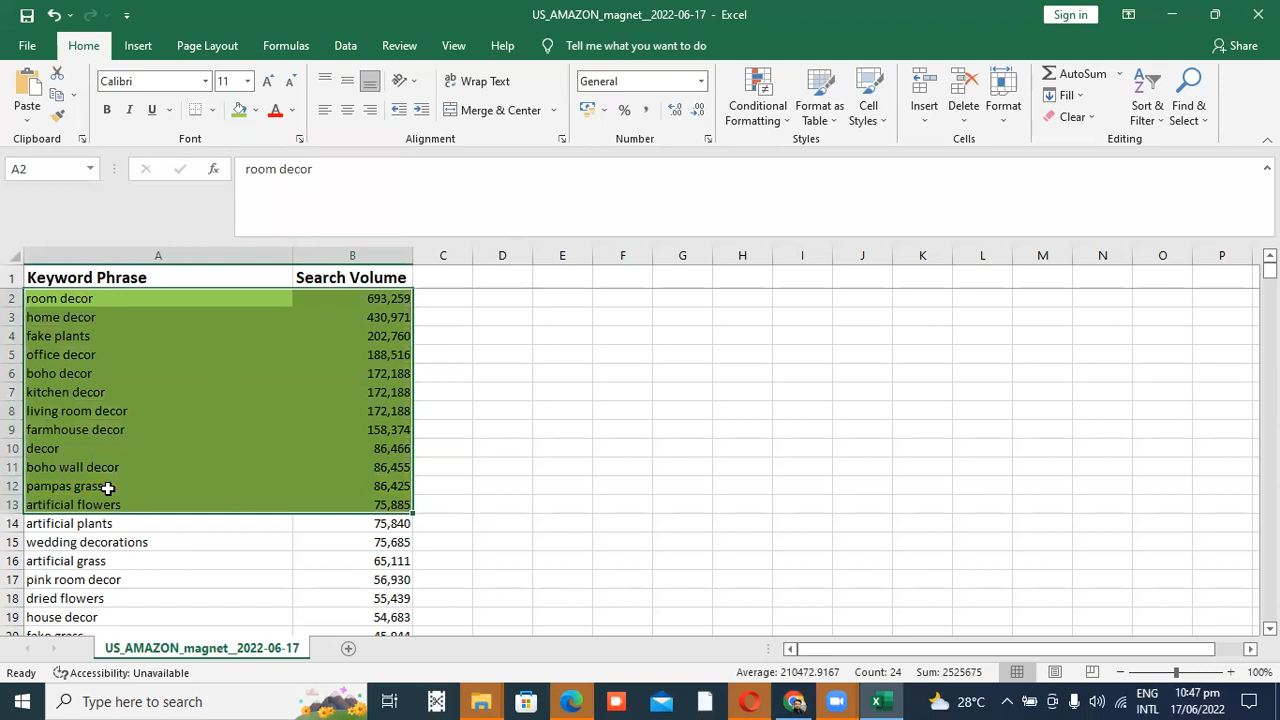 US_AMAZON_magnet__2022-06-17 - Excel
Sign in
File Home Insert Page Layout Formulas Data Review View Help Tell me what you want to do Share
Paste
Clipboard
Calibri 11
B I U
Font
Wrap Text
Merge & Center
Alignment
General
Number
Conditional Formatting
Format as Table
Cell Styles
Styles
Insert Delete Format
Cells
AutoSum
Fill
Clear
Sort & Filter
Find & Select
Editing
A2 fx room decor
A B C D E F G H I J K L M N O P
1 Keyword Phrase Search Volume
2 room decor 693,259
3 home decor 430,971
4 fake plants 202,760
5 office decor 188,516
6 boho decor 172,188
7 kitchen decor 172,188
8 living room decor 172,188
9 farmhouse decor 158,374
10 decor 86,466
11 boho wall decor 86,455
12 pampas grass 86,425
13 artificial flowers 75,885
14 artificial plants 75,840
15 wedding decorations 75,685
16 artificial grass 65,111
17 pink room decor 56,930
18 dried flowers 55,439
19 house decor 54,683
US_AMAZON_magnet__2022-06-17
Ready Accessibility: Unavailable Average: 210472.9167 Count: 24 Sum: 2525675 100%
Type here to search 28°C ENG INTL 10:47 pm 17/06/2022